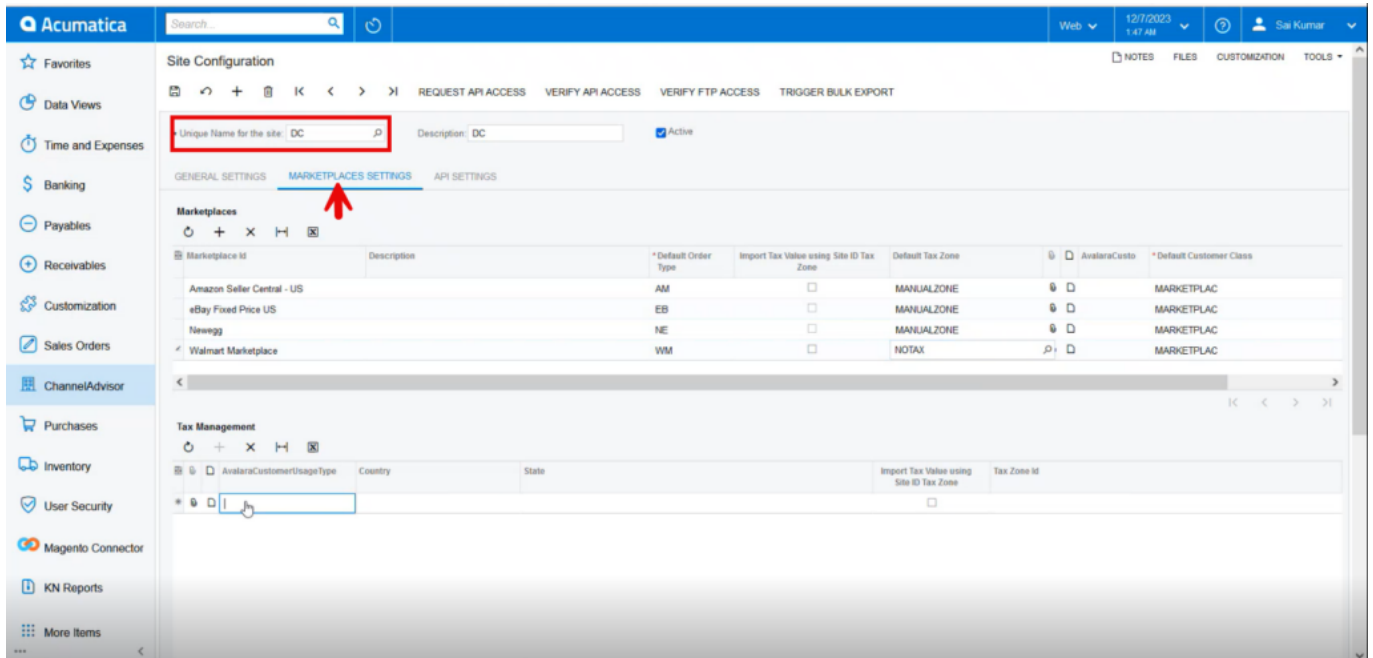 Acumatica
Search...
Web
12/7/2023
1:47 AM
Sai Kumar
Favorites
Data Views
Time and Expenses
Banking
Payables
Receivables
Customization
Sales Orders
ChannelAdvisor
Purchases
Inventory
User Security
Magento Connector
KN Reports
More Items
Site Configuration
NOTES FILES CUSTOMIZATION TOOLS
REQUEST API ACCESS VERIFY API ACCESS VERIFY FTP ACCESS TRIGGER BULK EXPORT
Unique Name for the site: DC Description: DC Active
GENERAL SETTINGS MARKETPLACES SETTINGS API SETTINGS
Marketplaces
Marketplace Id Description *Default Order Type Import Tax Value using Site ID Tax Zone Default Tax Zone AvalaraCusto *Default Customer Class
Amazon Seller Central - US AM MANUALZONE MARKETPLAC
eBay Fixed Price US EB MANUALZONE MARKETPLAC
Newegg NE MANUALZONE MARKETPLAC
Walmart Marketplace WM NOTAX MARKETPLAC
Tax Management
AvalaraCustomerUsageType Country State Import Tax Value using Site ID Tax Zone Tax Zone Id